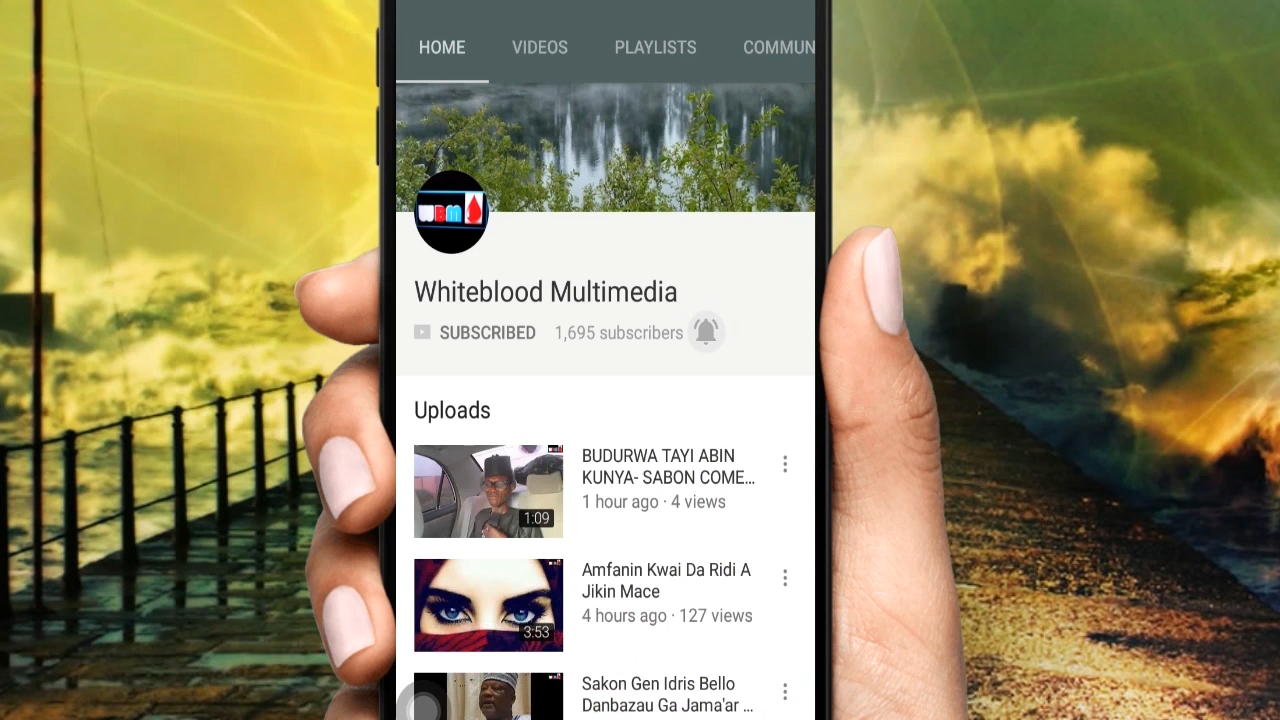 HOME VIDEOS PLAYLISTS COMMUN
WBM
Whiteblood Multimedia
SUBSCRIBED 1,695 subscribers
Uploads
BUDURWA TAYI ABIN
KUNYA- SABON COME...
1 hour ago · 4 views
1:09
Amfanin Kwai Da Ridi A
Jikin Mace
4 hours ago · 127 views
3:53
Sakon Gen Idris Bello
Danbazau Ga Jama'ar ...